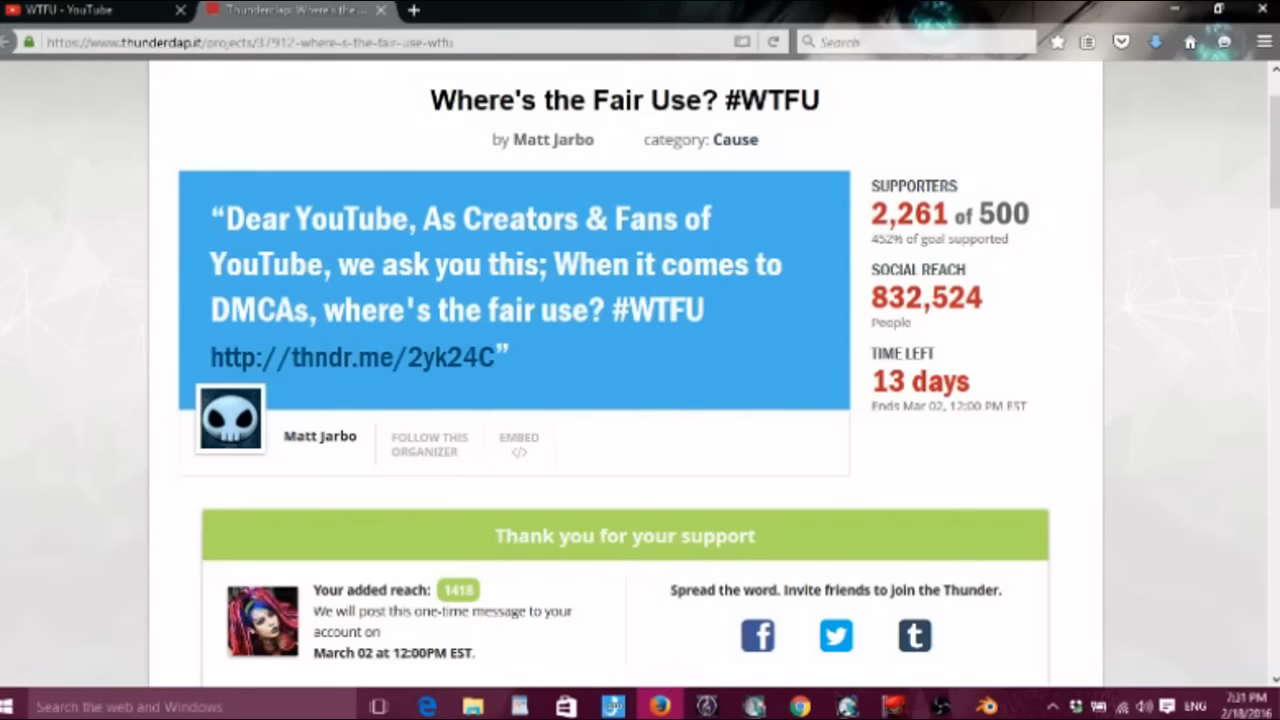 WTFU - YouTube
Thunderclap: Where's the ...
https://www.thunderclap.it/projects/37912-where-s-the-fair-use-wtfu
Search
Where's the Fair Use? #WTFU
by Matt Jarbo
category: Cause
“Dear YouTube, As Creators & Fans of
YouTube, we ask you this; When it comes to
DMCAs, where's the fair use? #WTFU
http://thndr.me/2yk24C”
SUPPORTERS
2,261 of 500
452% of goal supported
SOCIAL REACH
832,524
People
TIME LEFT
13 days
Ends Mar 02, 12:00 PM EST
Matt Jarbo
FOLLOW THIS
ORGANIZER
EMBED
</>
Thank you for your support
Your added reach: 1418
We will post this one-time message to your
account on
March 02 at 12:00PM EST.
Spread the word. Invite friends to join the Thunder.
Search the web and Windows
ENG
7:31 PM
2/18/2016